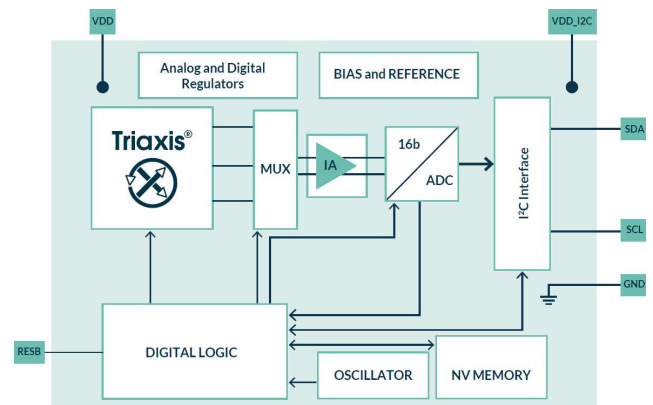 VDD
VDD_I2C
Analog and Digital
Regulators
BIAS and REFERENCE
Triaxis®
MUX
IA
16b
ADC
I²C Interface
SDA
SCL
GND
RESB
DIGITAL LOGIC
OSCILLATOR
NV MEMORY